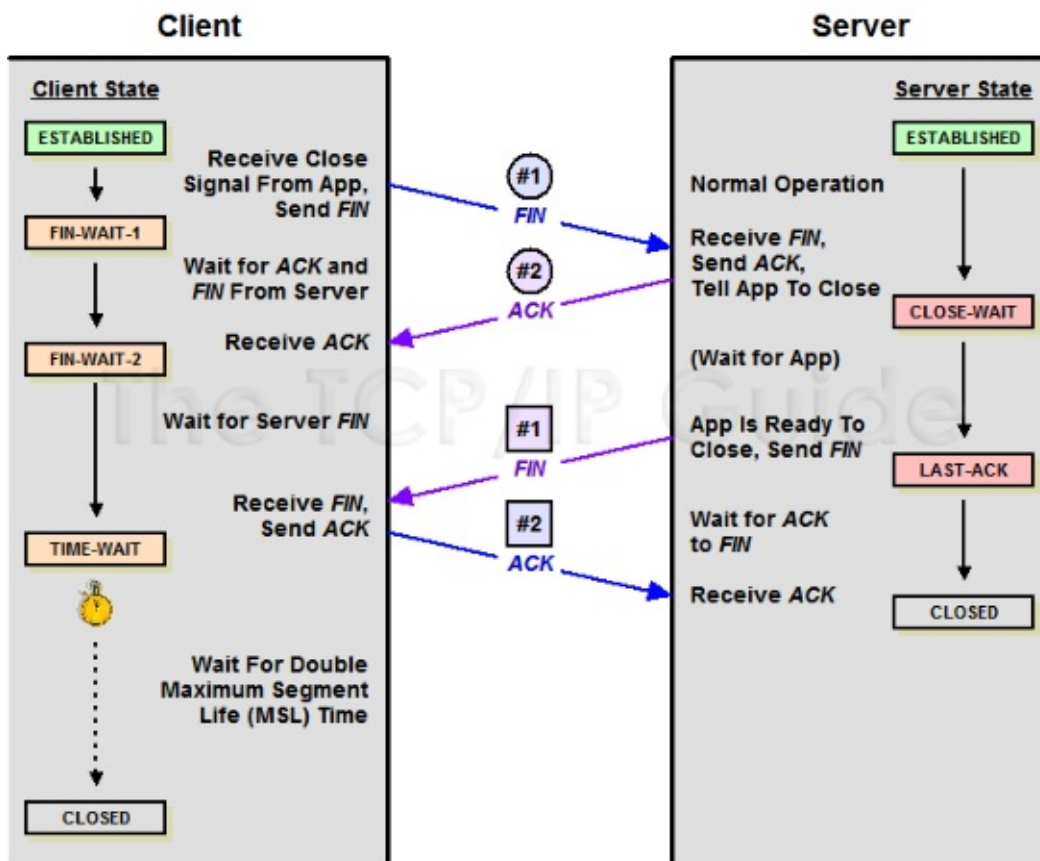 Client
Server
Client State
Server State
ESTABLISHED
ESTABLISHED
Receive Close
Signal From App,
Send FIN
#1
FIN
Normal Operation
FIN-WAIT-1
Receive FIN,
Send ACK,
Tell App To Close
Wait for ACK and
FIN From Server
#2
ACK
CLOSE-WAIT
Receive ACK
FIN-WAIT-2
(Wait for App)
The TCP/IP Guide
Wait for Server FIN
#1
FIN
App Is Ready To
Close, Send FIN
LAST-ACK
Receive FIN,
Send ACK
#2
ACK
Wait for ACK
to FIN
TIME-WAIT
Receive ACK
CLOSED
Wait For Double
Maximum Segment
Life (MSL) Time
CLOSED